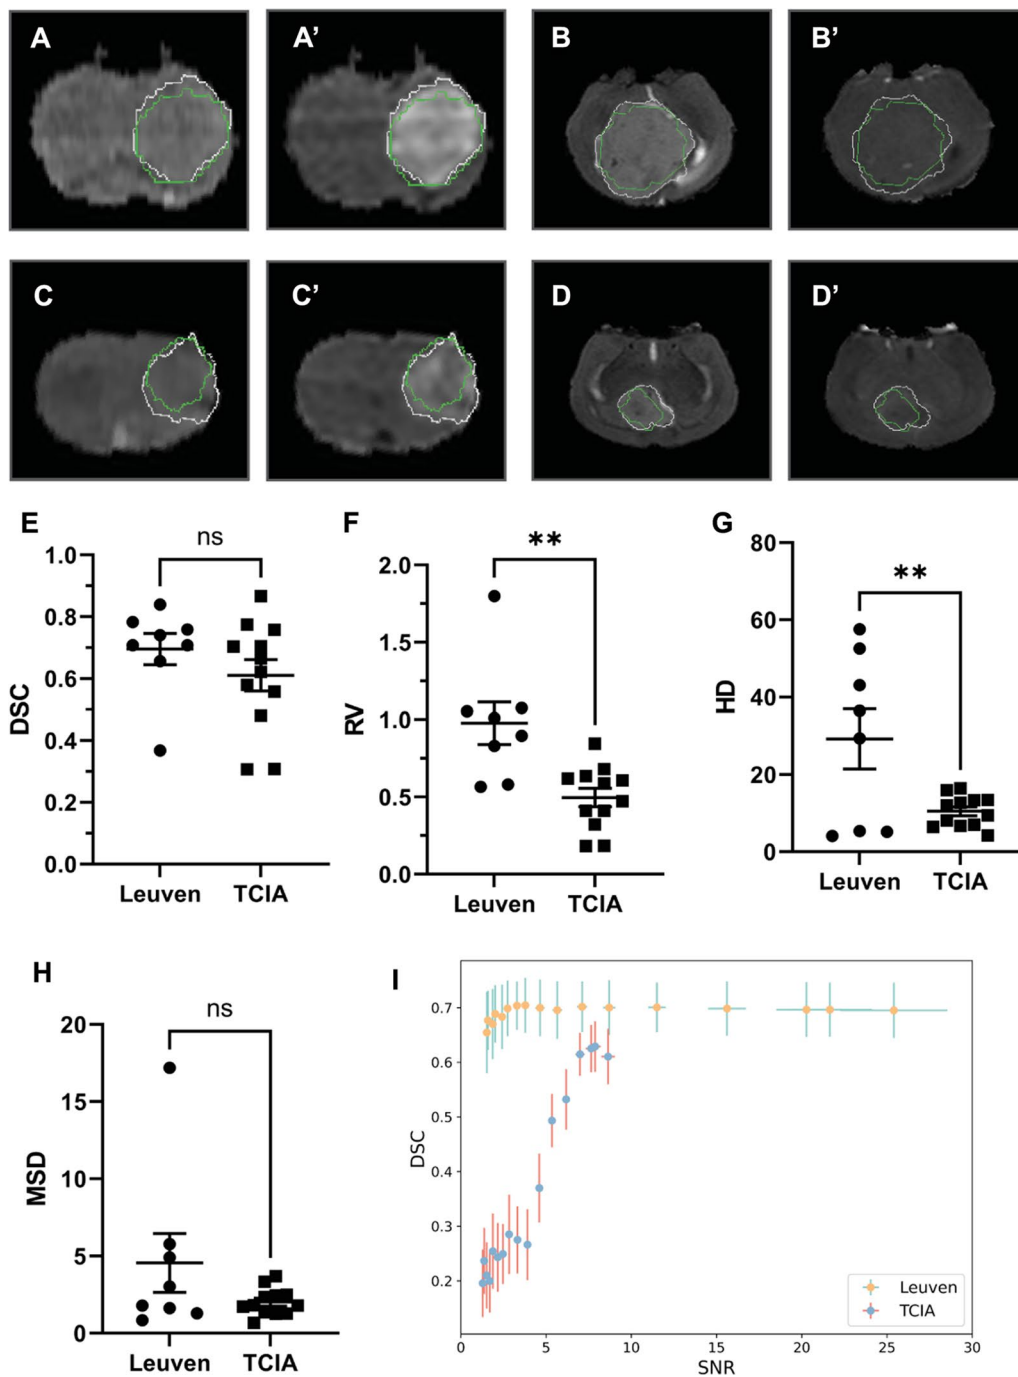 A A’ B B’
C C’ D D’
E F G
ns
1.0
0.8
0.6
0.4
0.2
0.0
DSC
Leuven TCIA
**
2.0
1.5
1.0
0.5
0.0
RV
Leuven TCIA
**
80
60
40
20
0
HD
Leuven TCIA
H
ns
20
15
10
5
0
MSD
Leuven TCIA
I
0.7
0.6
0.5
0.4
0.3
0.2
DSC
0 5 10 15 20 25 30
SNR
Leuven
TCIA